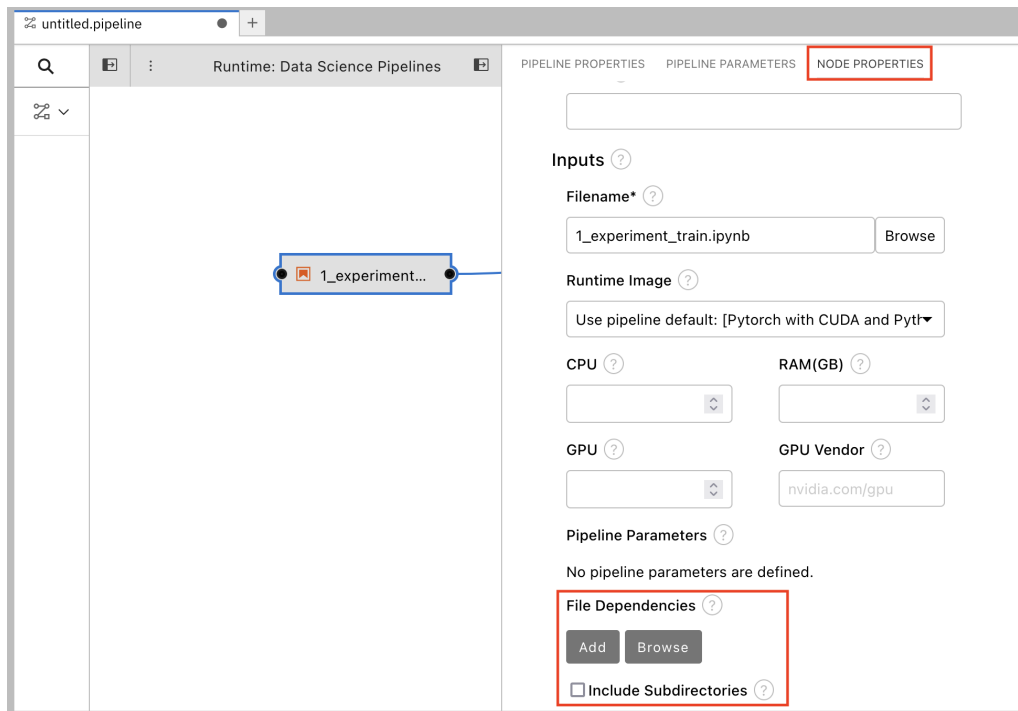 untitled.pipeline
+
Runtime: Data Science Pipelines
PIPELINE PROPERTIES PIPELINE PARAMETERS NODE PROPERTIES
Inputs ?
Filename* ?
1_experiment_train.ipynb Browse
Runtime Image ?
Use pipeline default: [Pytorch with CUDA and Pyth
CPU ? RAM(GB) ?
GPU ? GPU Vendor ?
nvidia.com/gpu
Pipeline Parameters ?
No pipeline parameters are defined.
File Dependencies ?
Add Browse
Include Subdirectories ?
1_experiment...